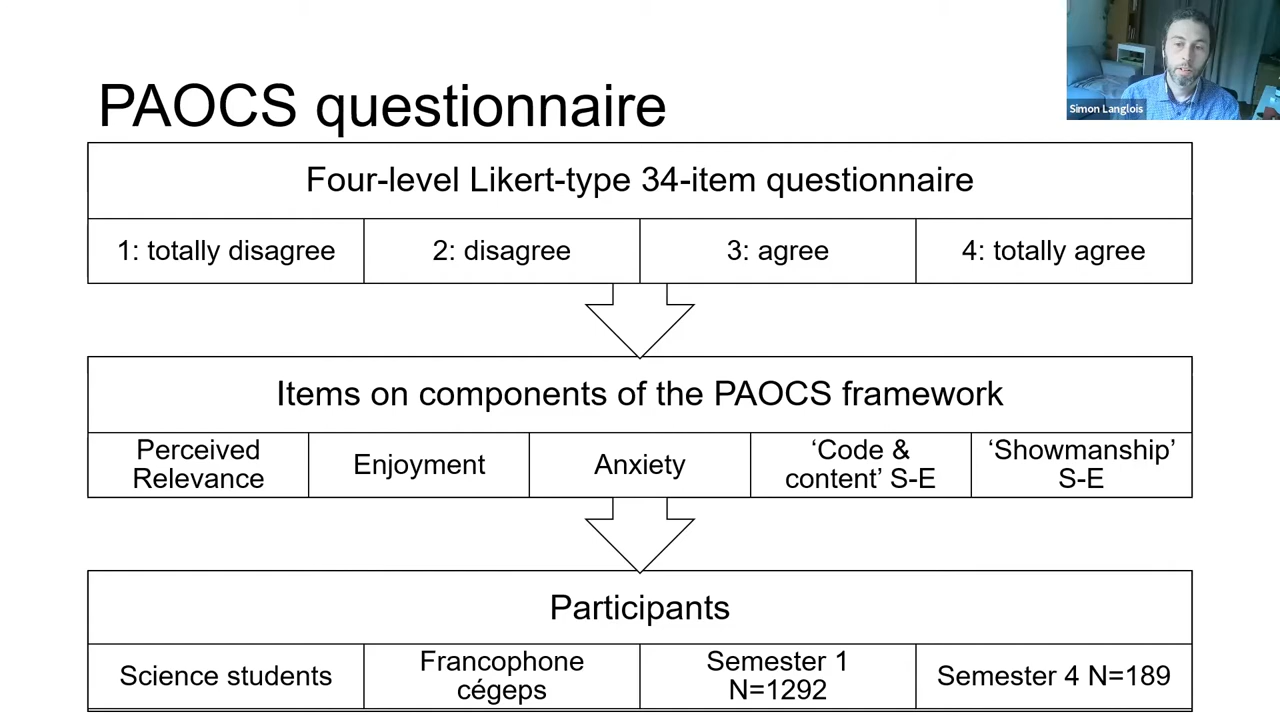 PAOCS questionnaire
Simon Langlois
Four-level Likert-type 34-item questionnaire
1: totally disagree
2: disagree
3: agree
4: totally agree
Items on components of the PAOCS framework
Perceived
Relevance
Enjoyment
Anxiety
‘Code &
content’ S-E
‘Showmanship’
S-E
Participants
Science students
Francophone
cégeps
Semester 1
N=1292
Semester 4 N=189